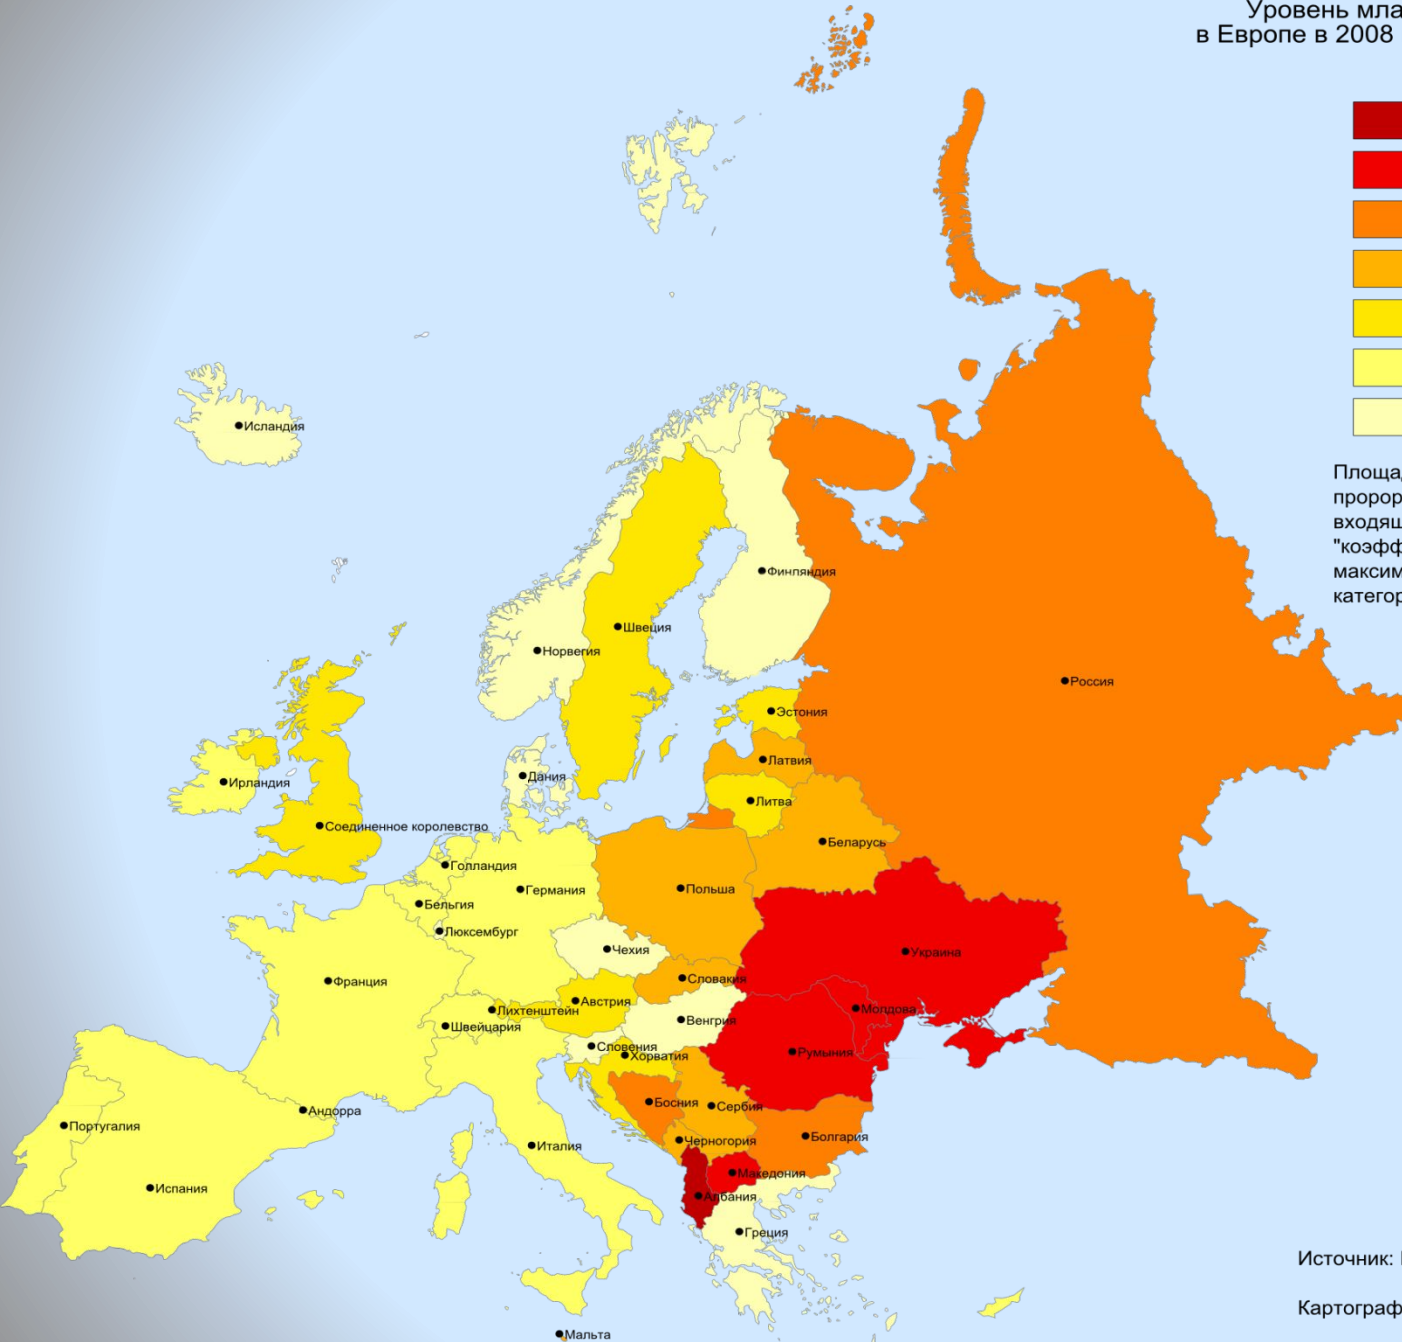 Уровень мла
в Европе в 2008
Площа
пророр
входящ
"коэфф
максим
категор
Исландия
Финляндия
Швеция
Норвегия
Россия
Эстония
Латвия
Дания
Ирландия
Литва
Соединенное королевство
Беларусь
Голландия
Германия
Польша
Бельгия
Люксембург
Чехия
Украина
Франция
Словакия
Австрия
Лихтенштейн
Молдова
Швейцария
Венгрия
Словения
Хорватия
Румыния
Босния
Сербия
Андорра
Португалия
Болгария
Черногория
Италия
Македония
Испания
Албания
Греция
Источник:
Картограф
Мальта